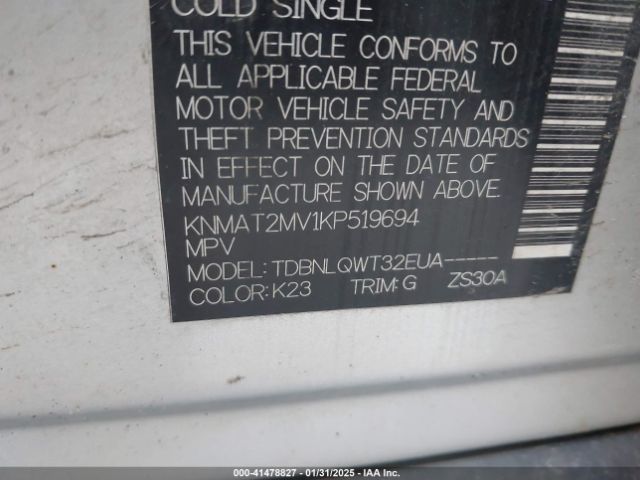 COLD SINGLE
THIS VEHICLE CONFORMS TO
ALL APPLICABLE FEDERAL
MOTOR VEHICLE SAFETY AND
THEFT PREVENTION STANDARDS
IN EFFECT ON THE DATE OF
MANUFACTURE SHOWN ABOVE.
KNMAT2MV1KP519694
MPV
MODEL: TDBNLQWT32EUA-----
COLOR: K23 TRIM: G ZS30A
000-41478827 • 01/31/2025 • IAA Inc.